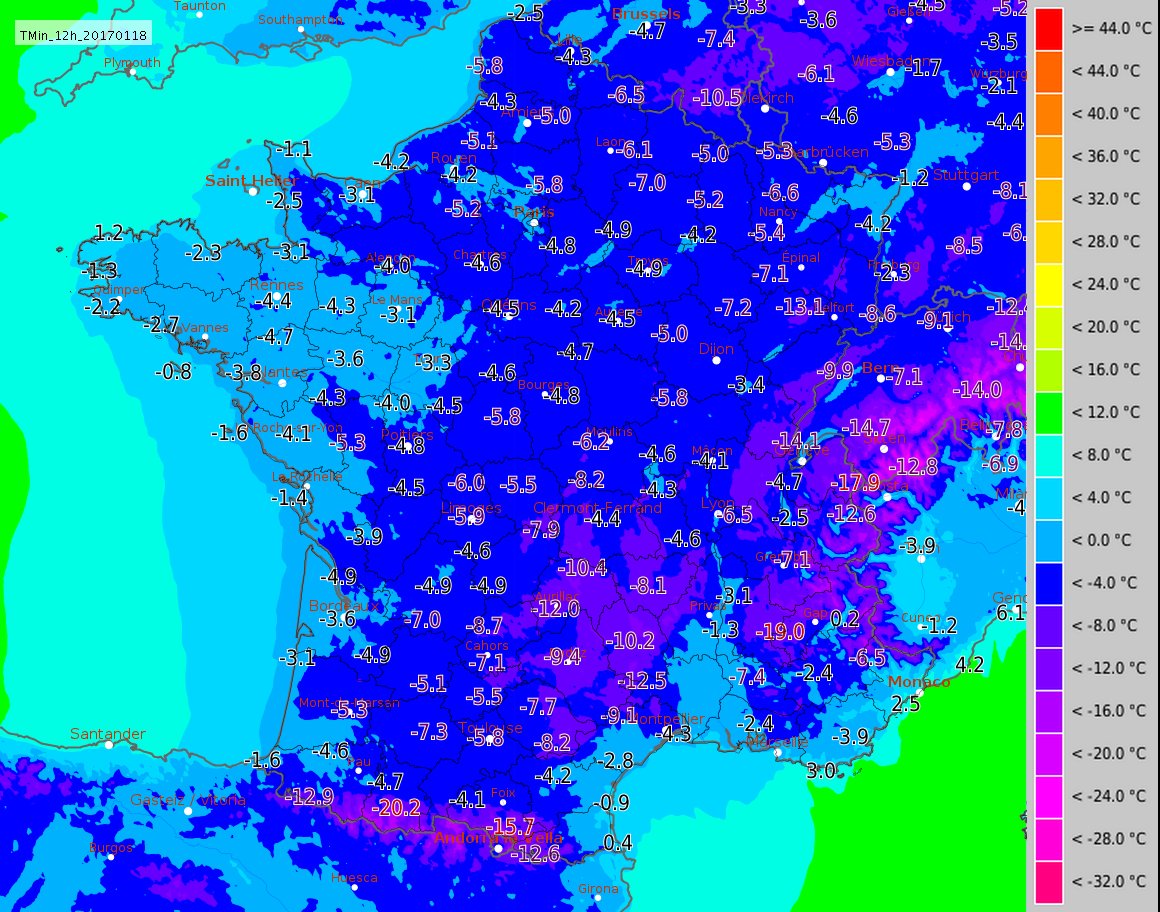 Taunton
Southampton
-2.5
Brussels
-4.7
-3.3
-3.6
-4.5
-5.2
TMin_12h_20170118
Plymouth
Lille
-4.3
-7.4
-3.5
-5.8
-6.1
Wiesbaden
-1.7
-2.1
Würzburg
-4.3
-6.5
-10.5
Diekirch
-5.0
-4.6
-4.4
Amiens
-1.1
-4.2
-5.1
Rouen
-4.2
Laon
-6.1
-5.0
-5.3
Saarbrücken
-5.3
Saint Helier
-2.5
-3.1
-5.8
-7.0
-5.2
-6.6
-1.2
Stuttgart
-8.1
-5.2
Paris
Nancy
-5.4
-4.2
1.2
-2.3
-3.1
-4.8
-4.9
-4.2
-8.5
-6.
-1.3
Alençon
-4.0
Chartres
-4.6
Troyes
-4.9
Épinal
-7.1
Freiburg
-2.3
Quimper
-2.2
Rennes
-4.4
-4.3
Le Mans
-3.1
Orléans
-4.5
-4.2
Auxerre
-4.5
-7.2
-13.1
Belfort
-8.6
-9.1
-12.
-2.7
Vannes
-4.7
-5.0
-14.
-0.8
-3.8
Nantes
-3.6
-3.3
-4.7
Dijon
-9.9
Bern
-7.1
-14.0
-4.3
-4.0
-4.5
-4.6
Bourges
-4.8
-5.8
-3.4
-5.8
-1.6
La Roche-sur-Yon
-4.1
-5.3
Poitiers
-4.8
Moulins
-6.2
-4.6
Mâcon
-4.1
-14.1
Genève
-14.7
Sitten
-7.8
-12.8
-6.9
La Rochelle
-1.4
-4.5
-6.0
-5.5
-8.2
-4.3
-4.7
-17.9
Aosta
Limoges
-5.9
Clermont-Ferrand
-4.4
Lyon
-6.5
-2.5
-12.6
-3.9
-7.9
-4.6
-3.9
-4.6
Grenoble
-7.1
-4.9
-4.9
-4.9
-10.4
-8.1
Bordeaux
-3.6
-7.0
Aurillac
-12.0
Privas
-3.1
-1.3
Gap
0.2
-19.0
Cuneo
-1.2
6.1
-8.7
Cahors
-10.2
-3.1
-4.9
-7.1
-9.4
-7.4
-2.4
-6.5
4.2
-5.1
-5.5
-12.5
Monaco
2.5
Mont-de-Marsan
-5.3
-7.7
-9.1
Montpellier
-4.3
-2.4
-3.9
Santander
-7.3
Toulouse
-5.8
-8.2
Marseille
-1.6
-4.6
Pau
-2.8
3.0
-4.7
-4.2
Gasteiz / Vitoria
-12.9
-20.2
-4.1
Foix
-0.9
-15.7
Andorra la Vella
-12.6
0.4
Burgos
Huesca
Girona
>= 44.0 °C
< 44.0 °C
< 40.0 °C
< 36.0 °C
< 32.0 °C
< 28.0 °C
< 24.0 °C
< 20.0 °C
< 16.0 °C
< 12.0 °C
< 8.0 °C
< 4.0 °C
< 0.0 °C
< -4.0 °C
< -8.0 °C
< -12.0 °C
< -16.0 °C
< -20.0 °C
< -24.0 °C
< -28.0 °C
< -32.0 °C